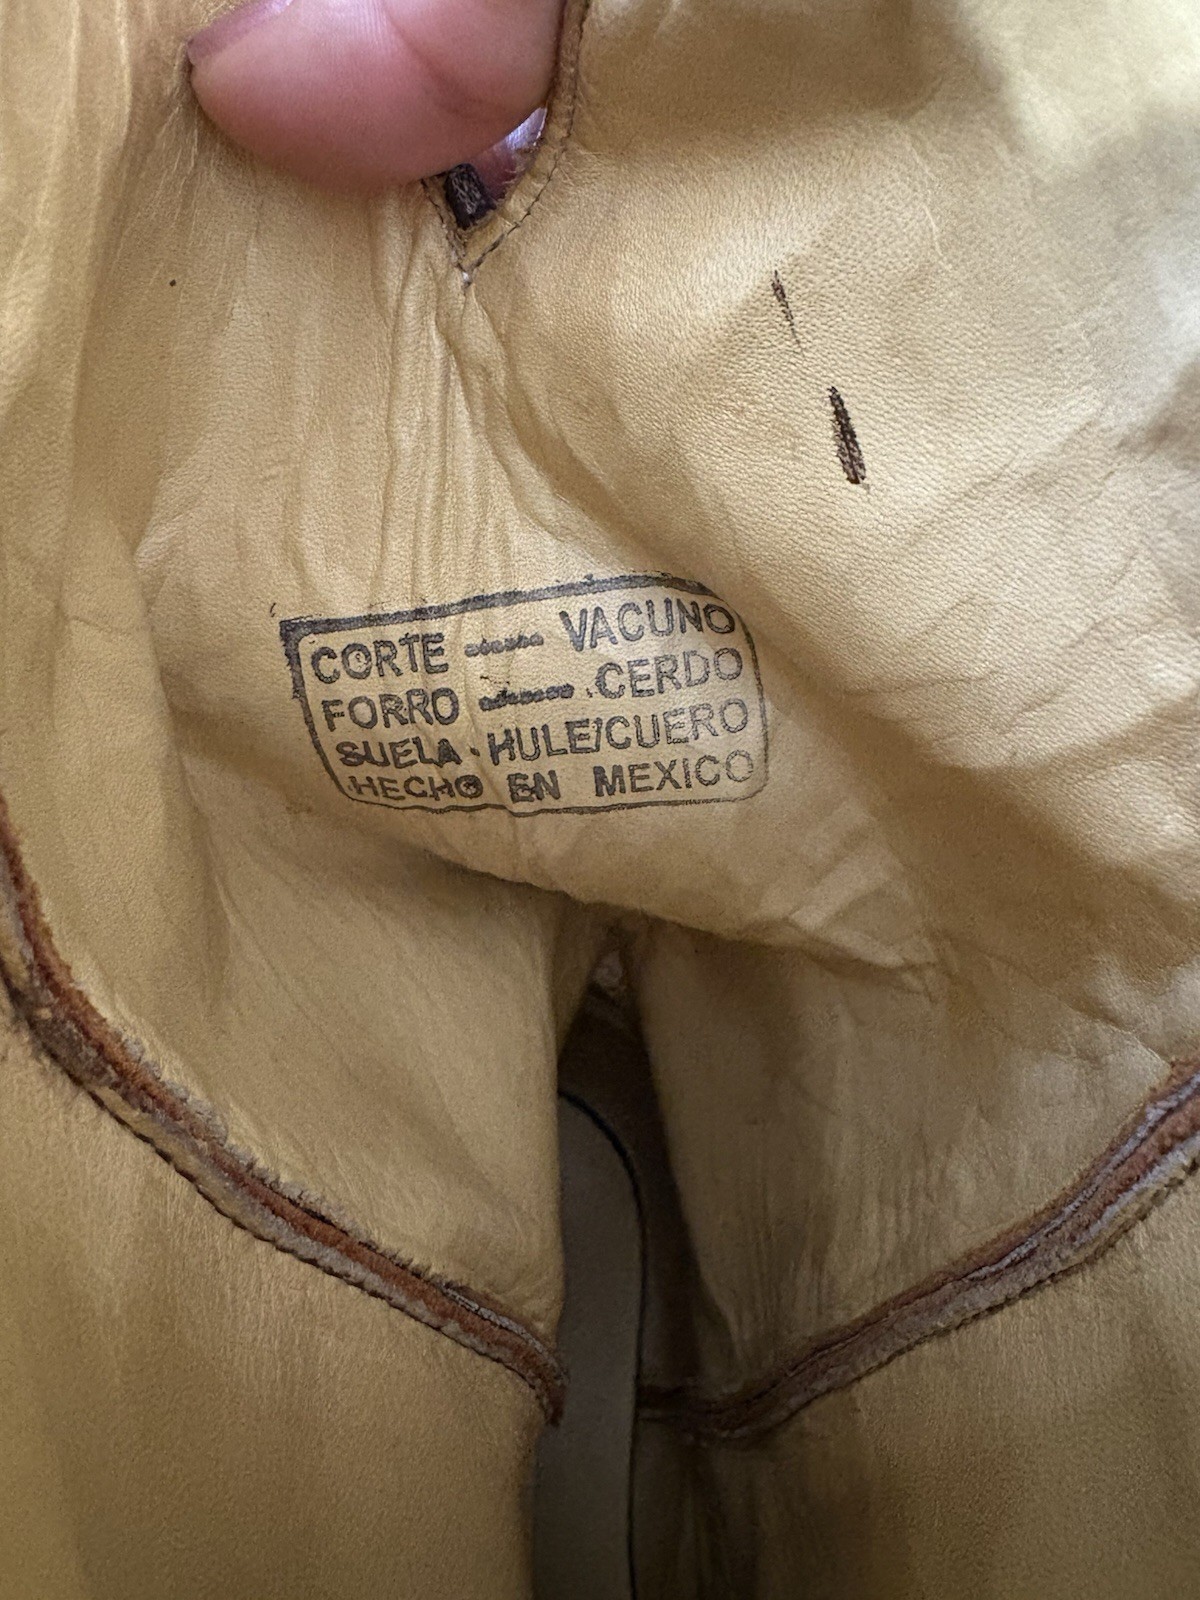 CORTE ------ VACUNO
FORRO ------ CERDO
SUELA - HULE/CUERO
HECHO EN MEXICO